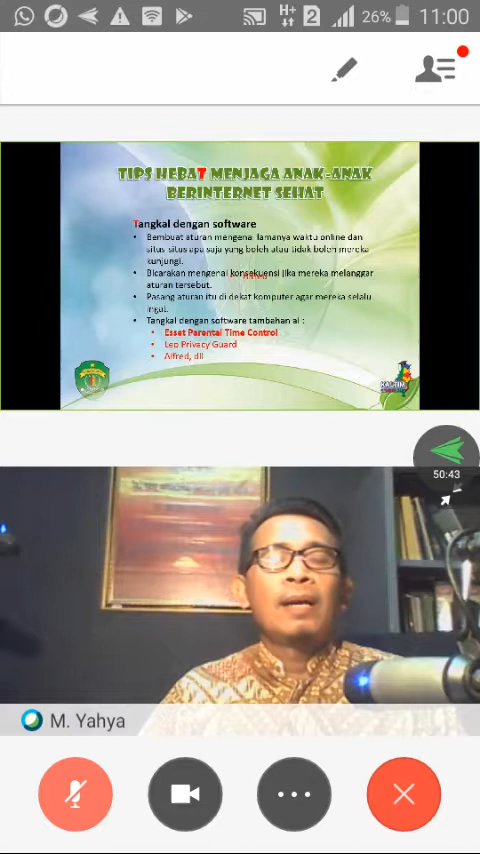 H+
2
26%
11:00
TIPS HEBAT MENJAGA ANAK-ANAK
BERINTERNET SEHAT
Tangkal dengan software
• Bembuat aturan mengenai lamanya waktu online dan
situs-situs apa saja yang boleh atau tidak boleh mereka
kunjungi.
• Bicarakan mengenai konsekuensi jika mereka melanggar
aturan tersebut.
• Pasang aturan itu di dekat komputer agar mereka selalu
ingat.
• Tangkal dengan software tambahan al :
• Esset Parental Time Control
• Leo Privacy Guard
• Alfred, dll
50:43
M. Yahya